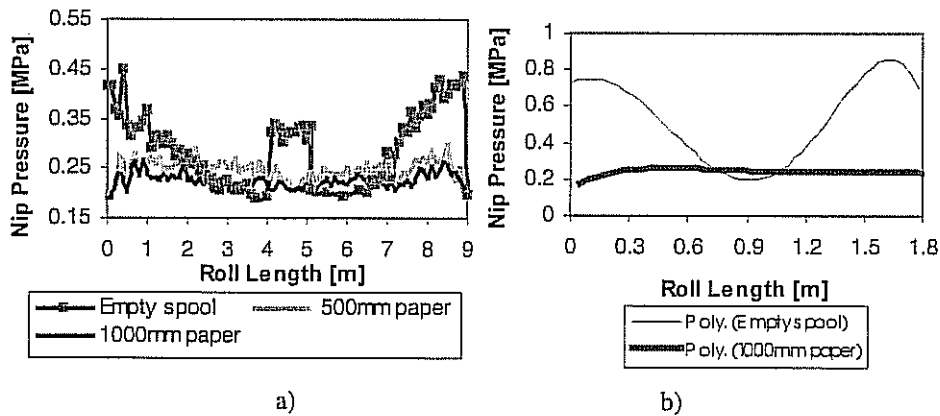 0.55
0.45
0.35
0.25
0.15
Nip Pressure [MPa]
0 1 2 3 4 5 6 7 8 9
Roll Length [m]
Empty spool
500mm paper
1000mm paper
a)
1
0.8
0.6
0.4
0.2
0
Nip Pressure [MPa]
0 0.3 0.6 0.9 1.2 1.5 1.8
Roll Length [m]
Poly. (Empty spool)
Poly. (1000mm paper)
b)